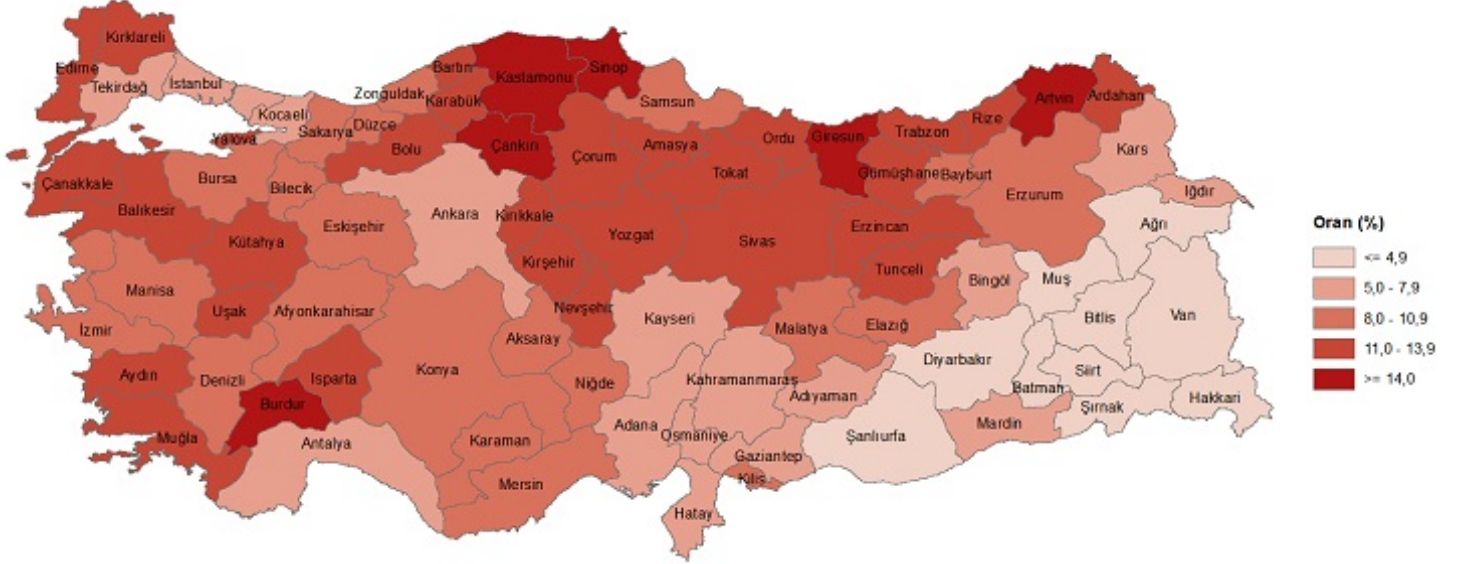 Kırklareli
Edirne
Tekirdağ
İstanbul
Kocaeli
Yalova
Sakarya
Düzce
Zonguldak
Bartın
Karabük
Kastamonu
Sinop
Çankırı
Bolu
Samsun
Çorum
Amasya
Tokat
Ordu
Giresun
Trabzon
Rize
Artvin
Ardahan
Kars
Iğdır
Gümüşhane
Bayburt
Erzurum
Ağrı
Çanakkale
Balıkesir
Bursa
Bilecik
Kütahya
Eskişehir
Ankara
Kırıkkale
Kırşehir
Yozgat
Sivas
Erzincan
Tunceli
Bingöl
Muş
Bitlis
Van
Manisa
İzmir
Uşak
Afyonkarahisar
Nevşehir
Kayseri
Malatya
Elazığ
Aksaray
Konya
Aydın
Denizli
Isparta
Burdur
Muğla
Antalya
Karaman
Mersin
Niğde
Adana
Osmaniye
Kahramanmaraş
Adıyaman
Gaziantep
Kilis
Hatay
Şanlıurfa
Diyarbakır
Batman
Mardin
Siirt
Şırnak
Hakkari
Oran (%)
<= 4,9
5,0 - 7,9
8,0 - 10,9
11,0 - 13,9
>= 14,0